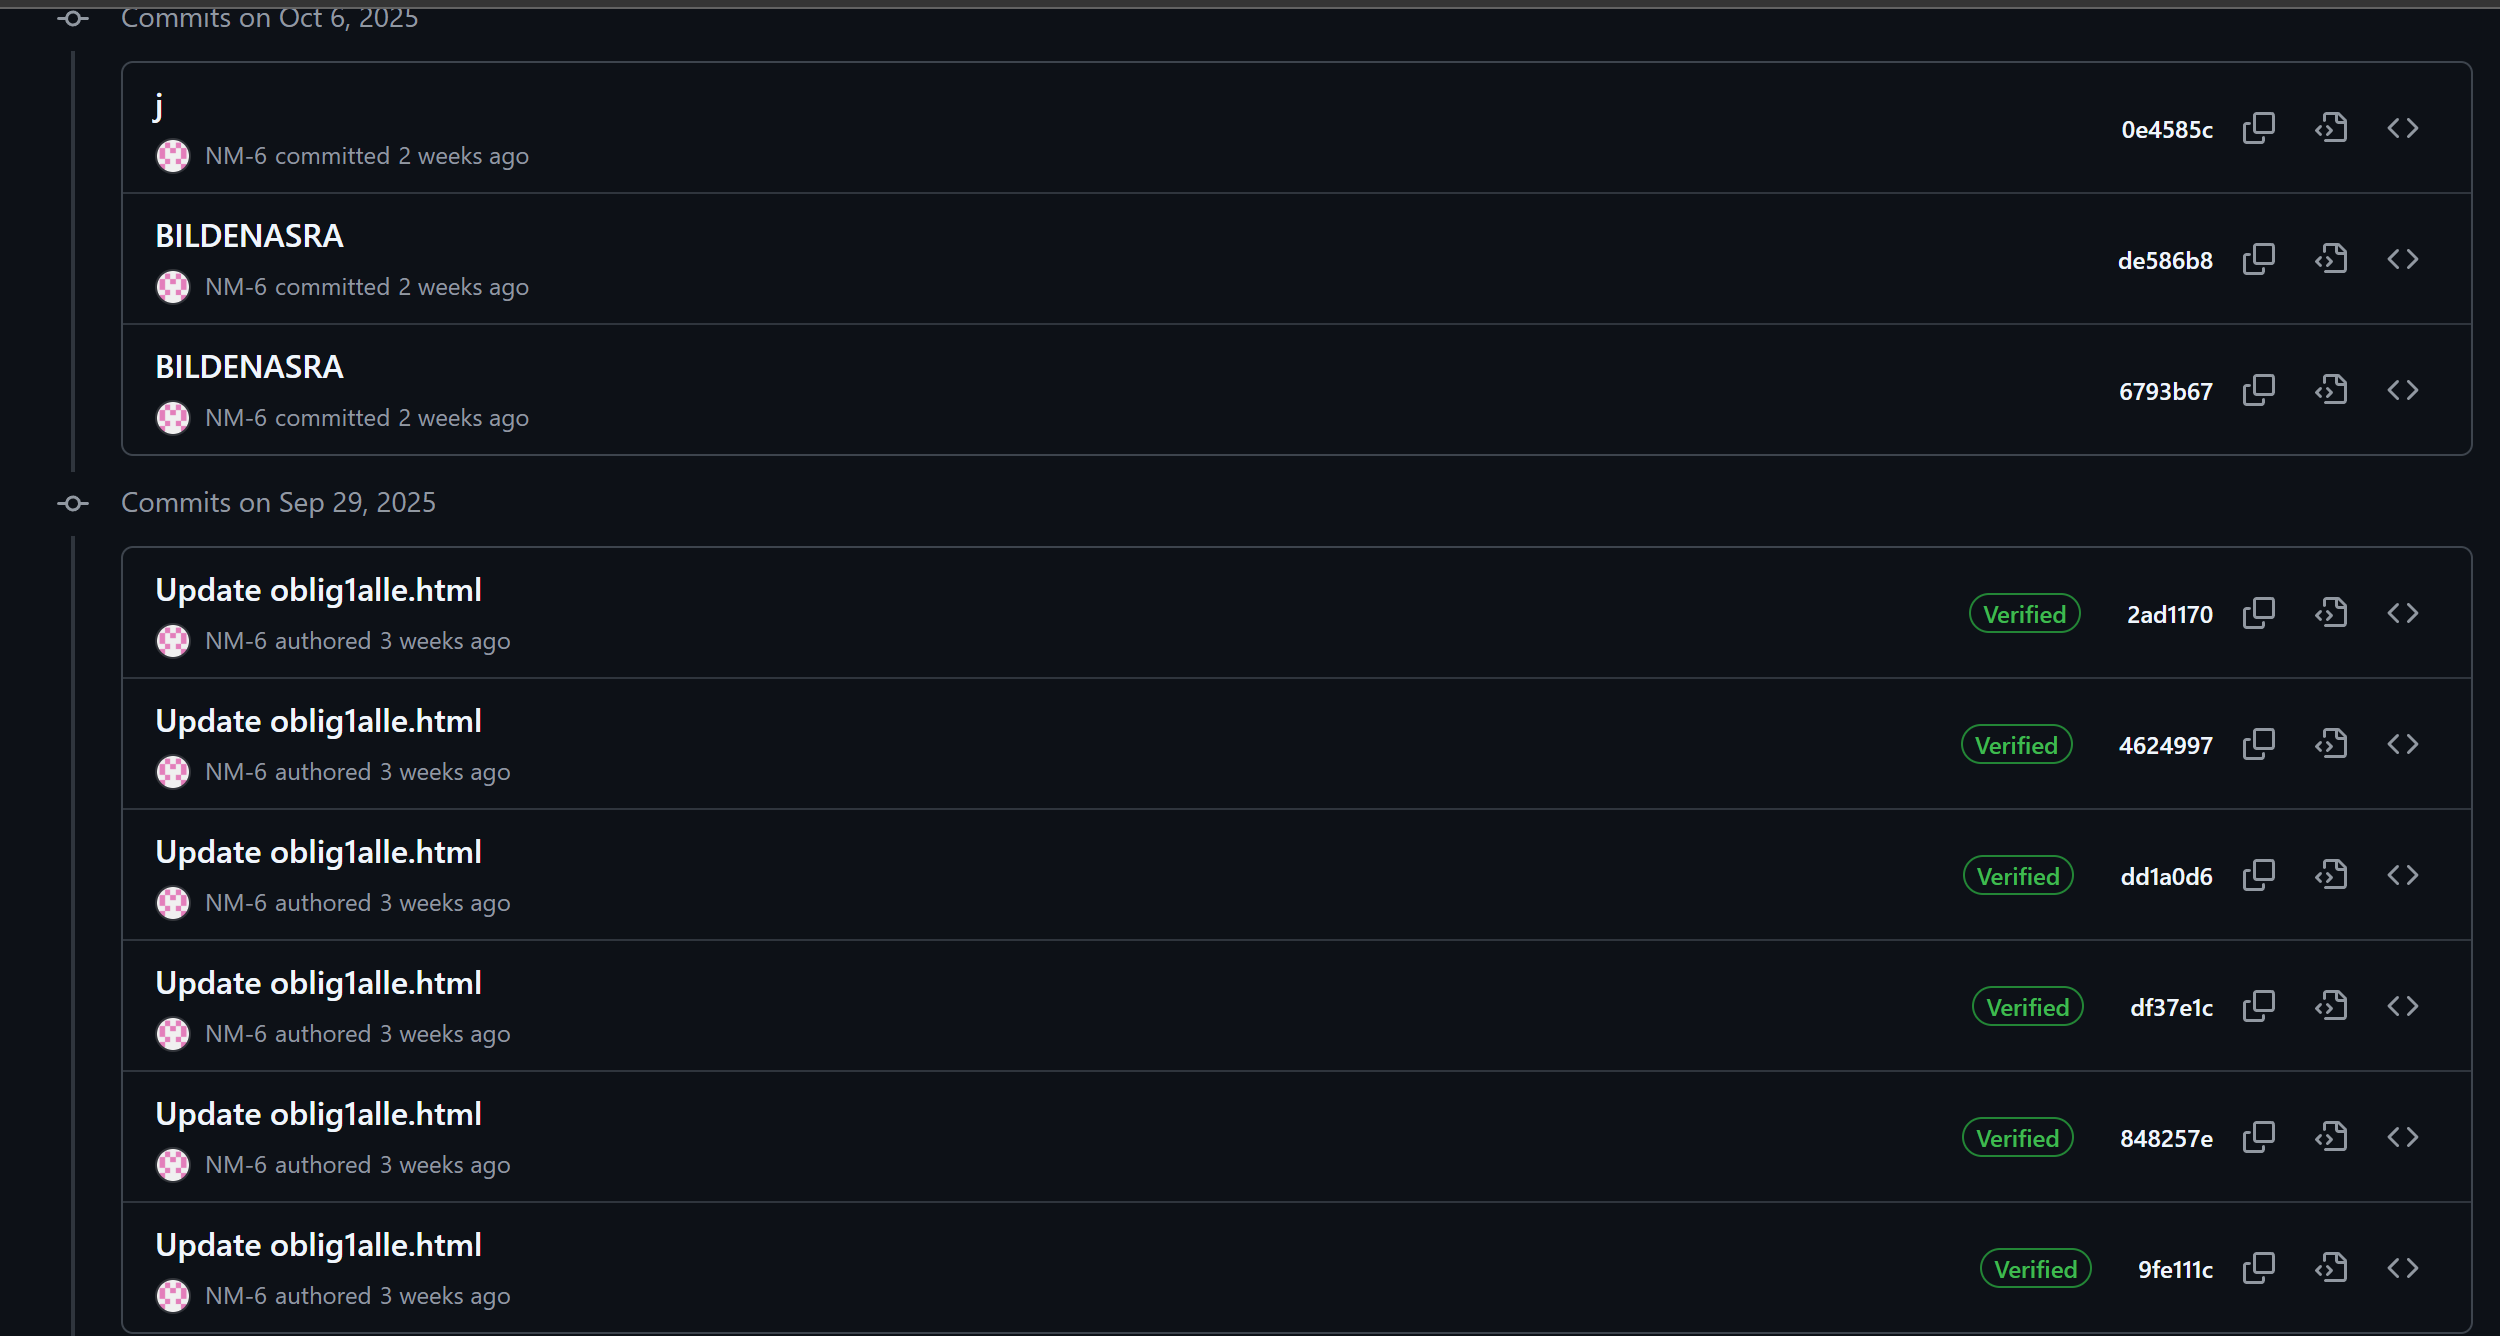 Commits on Oct 6, 2025
j
NM-6 committed 2 weeks ago
0e4585c
BILDENASRA
NM-6 committed 2 weeks ago
de586b8
BILDENASRA
NM-6 committed 2 weeks ago
6793b67
Commits on Sep 29, 2025
Update oblig1alle.html
NM-6 authored 3 weeks ago
Verified 2ad1170
Update oblig1alle.html
NM-6 authored 3 weeks ago
Verified 4624997
Update oblig1alle.html
NM-6 authored 3 weeks ago
Verified dd1a0d6
Update oblig1alle.html
NM-6 authored 3 weeks ago
Verified df37e1c
Update oblig1alle.html
NM-6 authored 3 weeks ago
Verified 848257e
Update oblig1alle.html
NM-6 authored 3 weeks ago
Verified 9fe111c